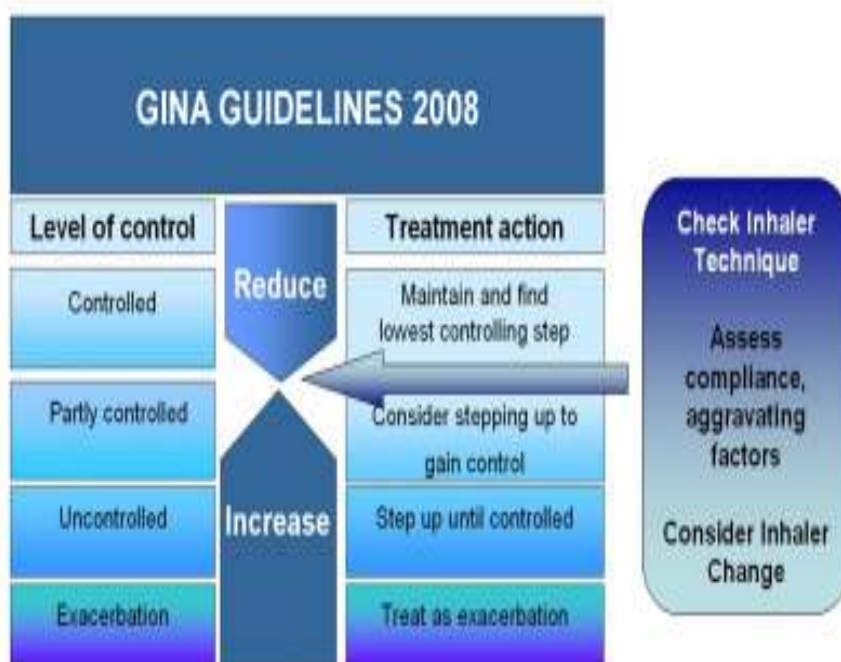 GINA GUIDELINES 2008
Level of control
Reduce
Treatment action
Controlled
Maintain and find
lowest controlling step
Partly controlled
Consider stepping up to
gain control
Uncontrolled
Increase
Step up until controlled
Exacerbation
Treat as exacerbation
Check Inhaler
Technique
Assess
compliance,
aggravating
factors
Consider Inhaler
Change